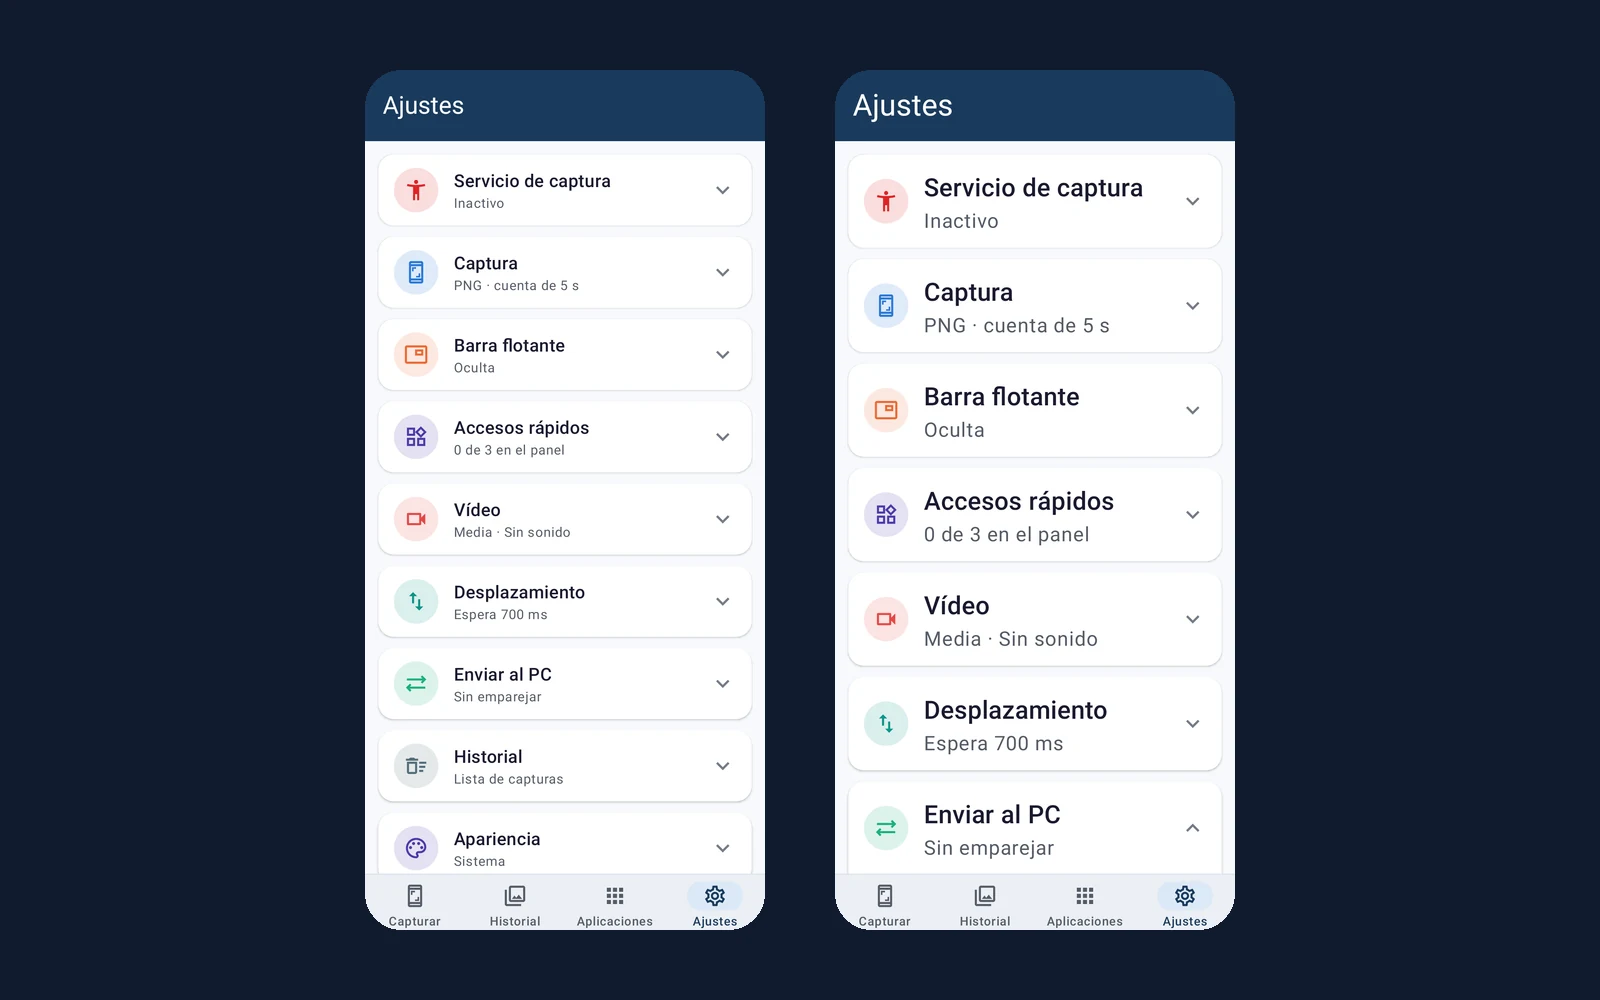 Ajustes
Servicio de captura
Inactivo
Captura
PNG · cuenta de 5 s
Barra flotante
Oculta
Accesos rápidos
0 de 3 en el panel
Vídeo
Media · Sin sonido
Desplazamiento
Espera 700 ms
Enviar al PC
Sin emparejar
Historial
Lista de capturas
Apariencia
Sistema
Capturar
Historial
Aplicaciones
Ajustes
Ajustes
Servicio de captura
Inactivo
Captura
PNG · cuenta de 5 s
Barra flotante
Oculta
Accesos rápidos
0 de 3 en el panel
Vídeo
Media · Sin sonido
Desplazamiento
Espera 700 ms
Enviar al PC
Sin emparejar
Capturar
Historial
Aplicaciones
Ajustes